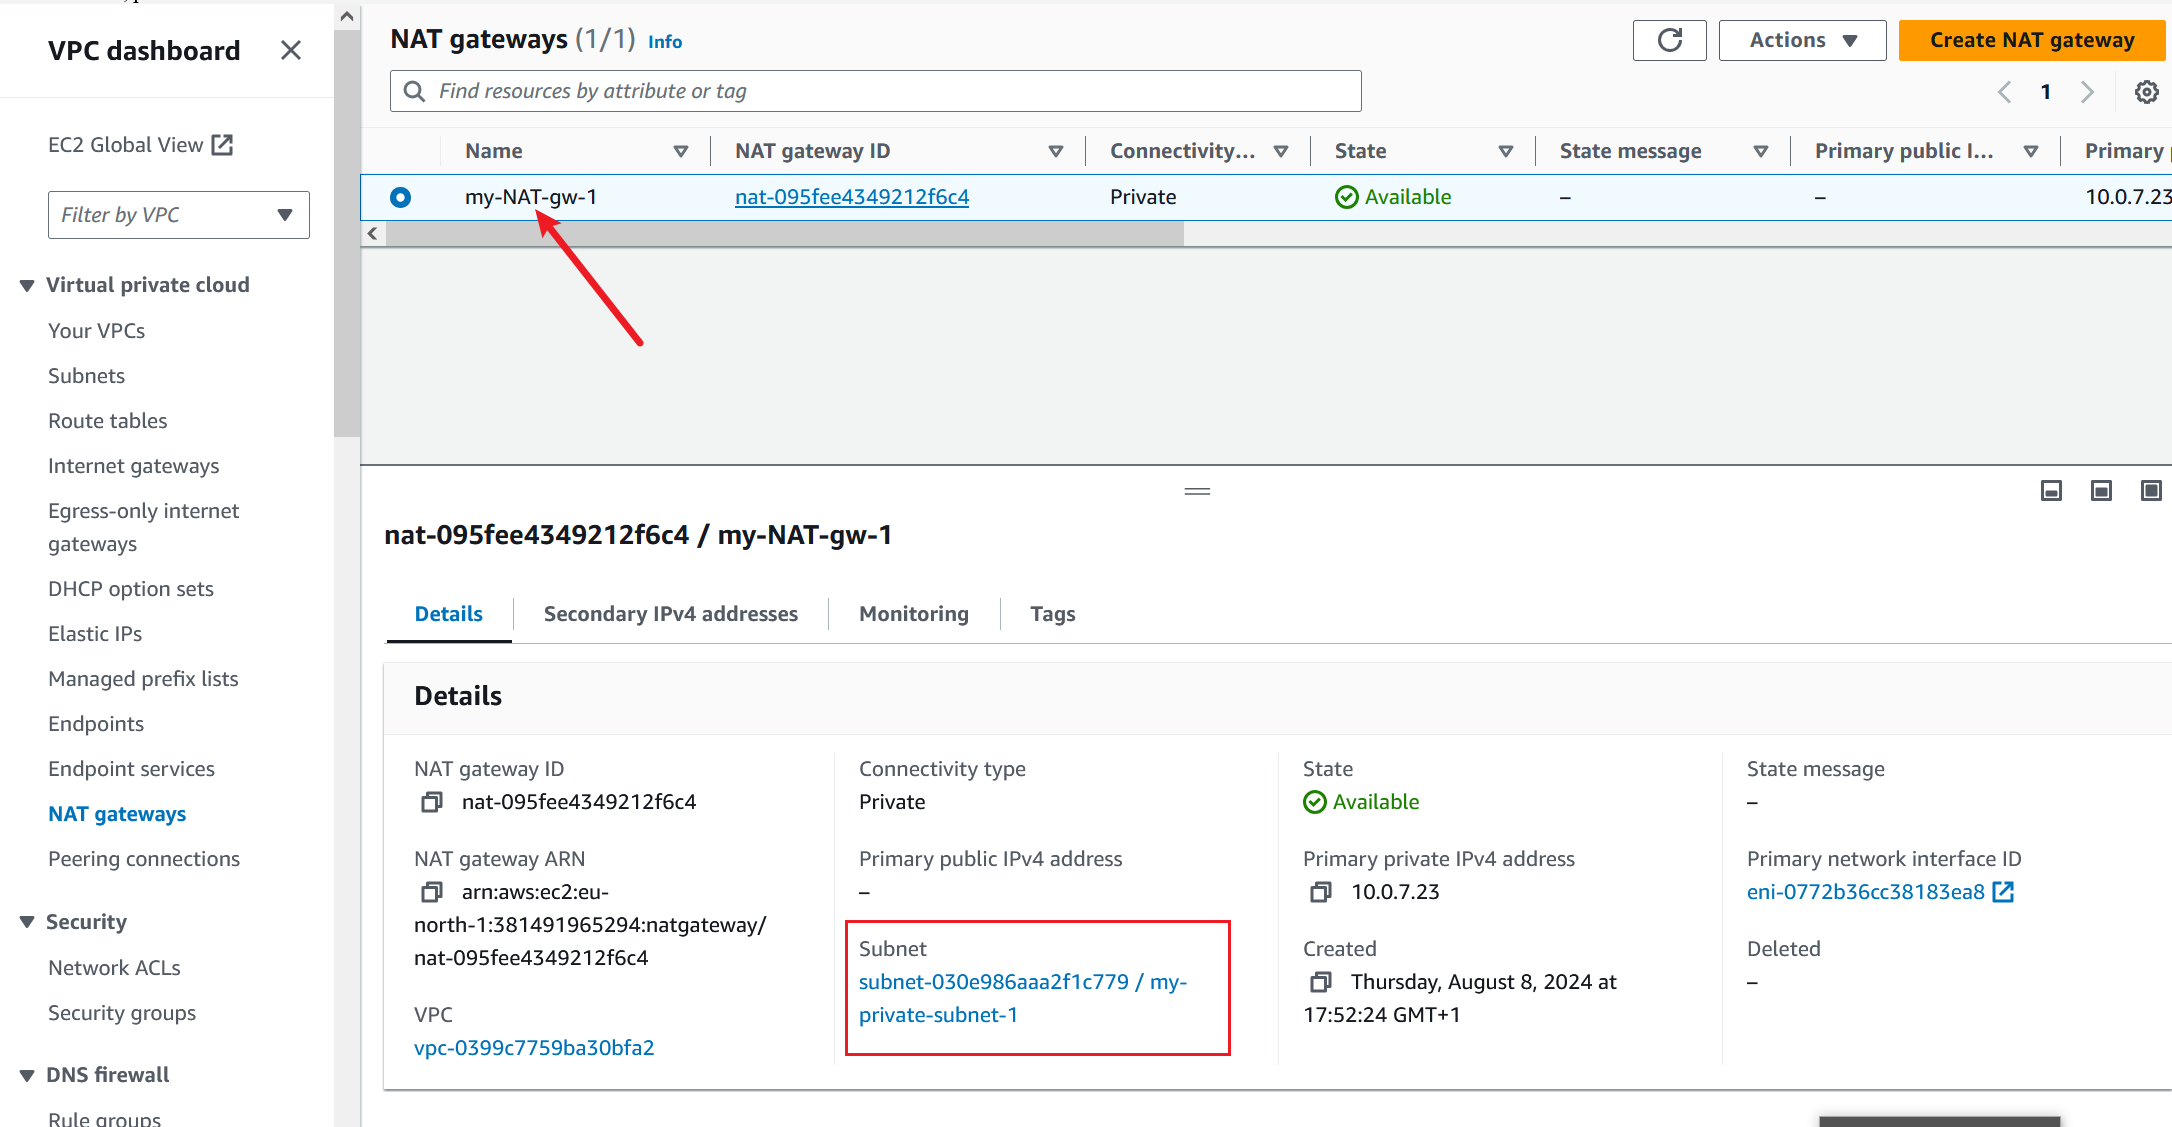 VPC dashboard
EC2 Global View
Filter by VPC
Virtual private cloud
Your VPCs
Subnets
Route tables
Internet gateways
Egress-only internet
gateways
DHCP option sets
Elastic IPs
Managed prefix lists
Endpoints
Endpoint services
NAT gateways
Peering connections
Security
Network ACLs
Security groups
DNS firewall
Rule groups
NAT gateways (1/1) Info
Actions
Create NAT gateway
Find resources by attribute or tag
1
Name NAT gateway ID Connectivity... State State message Primary public I... Primary
my-NAT-gw-1 nat-095fee4349212f6c4 Private Available – – 10.0.7.23
nat-095fee4349212f6c4 / my-NAT-gw-1
Details Secondary IPv4 addresses Monitoring Tags
Details
NAT gateway ID
nat-095fee4349212f6c4
NAT gateway ARN
arn:aws:ec2:eu-
north-1:381491965294:natgateway/
nat-095fee4349212f6c4
VPC
vpc-0399c7759ba30bfa2
Connectivity type
Private
Primary public IPv4 address
–
Subnet
subnet-030e986aaa2f1c779 / my-
private-subnet-1
State
Available
Primary private IPv4 address
10.0.7.23
Created
Thursday, August 8, 2024 at
17:52:24 GMT+1
State message
–
Primary network interface ID
eni-0772b36cc38183ea8
Deleted
–